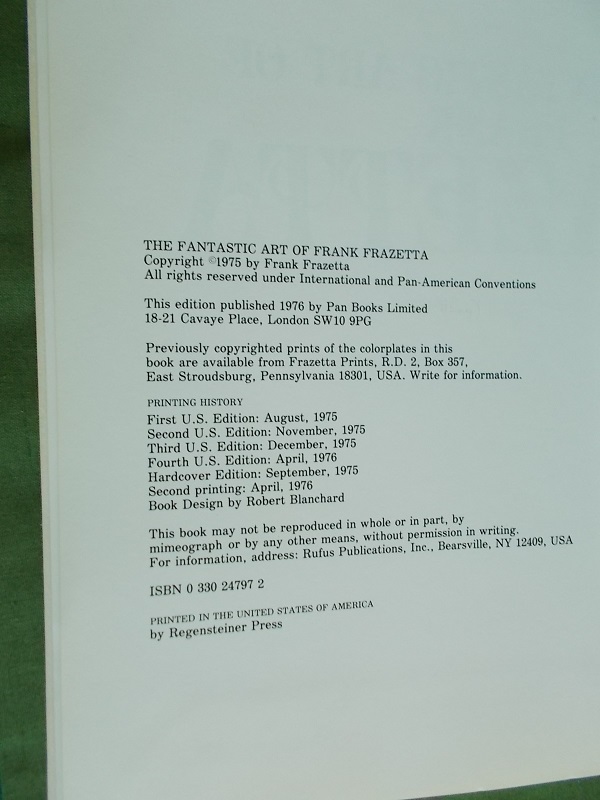 THE FANTASTIC ART OF FRANK FRAZETTA
Copyright ©1975 by Frank Frazetta
All rights reserved under International and Pan-American Conventions
This edition published 1976 by Pan Books Limited
18-21 Cavaye Place, London SW10 9PG
Previously copyrighted prints of the colorplates in this
book are available from Frazetta Prints, R.D. 2, Box 357,
East Stroudsburg, Pennsylvania 18301, USA. Write for information.
PRINTING HISTORY
First U.S. Edition: August, 1975
Second U.S. Edition: November, 1975
Third U.S. Edition: December, 1975
Fourth U.S. Edition: April, 1976
Hardcover Edition: September, 1975
Second printing: April, 1976
Book Design by Robert Blanchard
This book may not be reproduced in whole or in part, by
mimeograph or by any other means, without permission in writing.
For information, address: Rufus Publications, Inc., Bearsville, NY 12409, USA
ISBN 0 330 24797 2
PRINTED IN THE UNITED STATES OF AMERICA
by Regensteiner Press